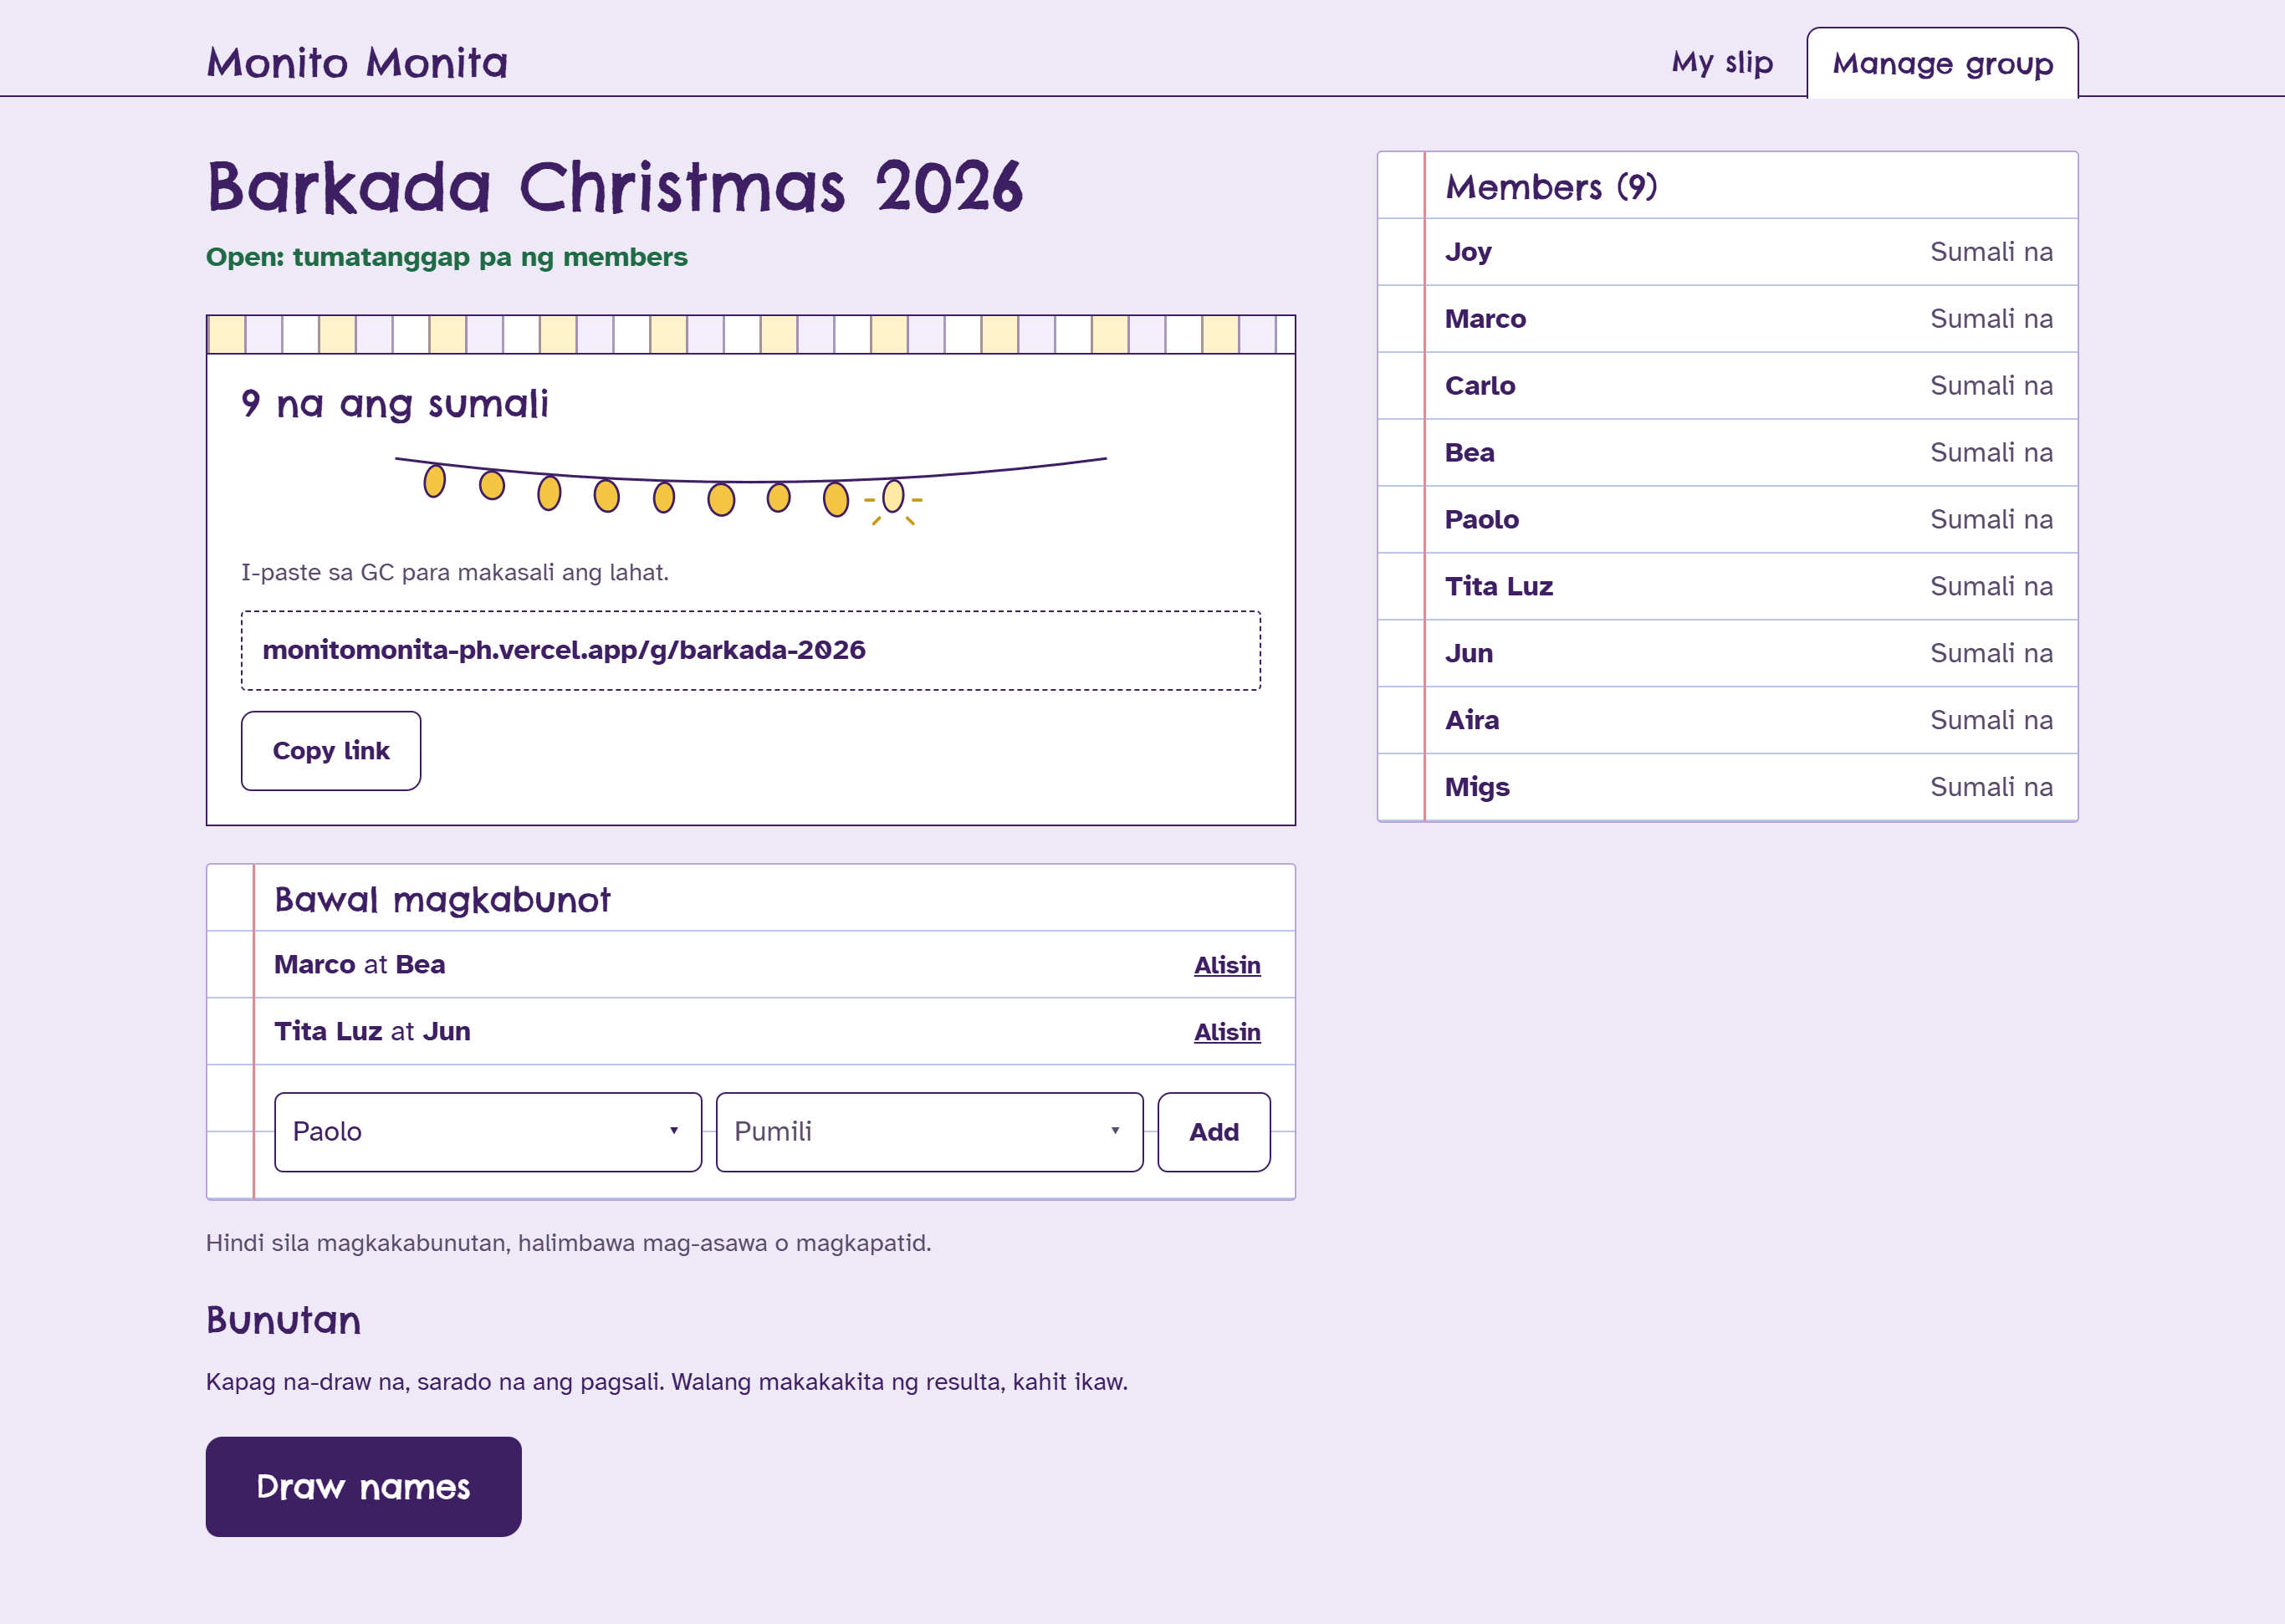 Monito Monita
My slip
Manage group
Barkada Christmas 2026
Open: tumatanggap pa ng members
9 na ang sumali
I-paste sa GC para makasali ang lahat.
monitomonita-ph.vercel.app/g/barkada-2026
Copy link
Bawal magkabunot
Marco at Bea Alisin
Tita Luz at Jun Alisin
Paolo Pumili Add
Hindi sila magkakabunutan, halimbawa mag-asawa o magkapatid.
Bunutan
Kapag na-draw na, sarado na ang pagsali. Walang makakakita ng resulta, kahit ikaw.
Draw names
Members (9)
Joy Sumali na
Marco Sumali na
Carlo Sumali na
Bea Sumali na
Paolo Sumali na
Tita Luz Sumali na
Jun Sumali na
Aira Sumali na
Migs Sumali na